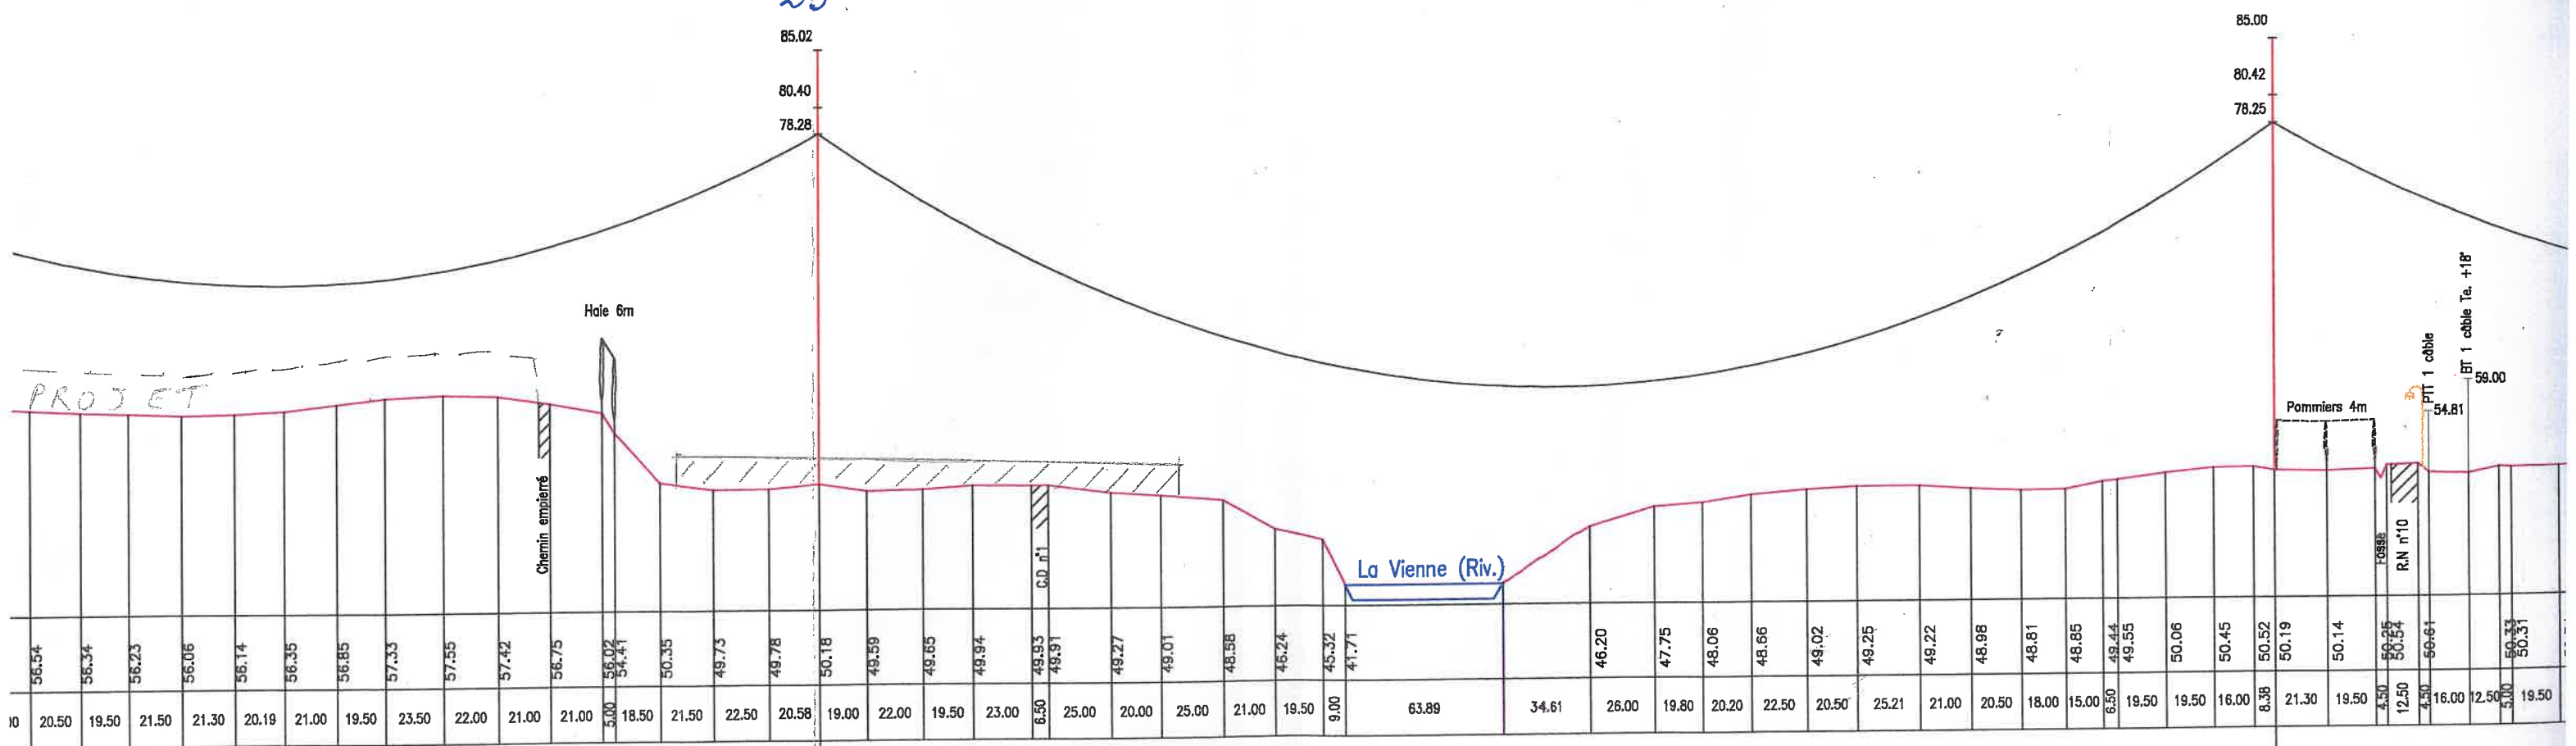 25
85.02
80.40
78.28
85.00
80.42
78.25
Haie 6m
PROJET
Chemin empierré
C.D n°1
La Vienne (Riv.)
Pommiers 4m
Fossé
R.N n°10
PTT 1 câble
54.81
BT 1 câble Te. +18°
59.00
56.54 56.34 56.23 56.06 56.14 56.35 56.85 57.33 57.55 57.42 56.75 56.02 54.41 50.35 49.73 49.78 50.18 49.59 49.65 49.94 49.93 49.91 49.27 49.01 48.58 46.24 45.32 41.71 46.20 47.75 48.06 48.66 49.02 49.25 49.22 48.98 48.81 48.85 49.44 49.55 50.06 50.45 50.52 50.19 50.14 50.25 50.54 50.61 50.33 50.31
20.50 19.50 21.50 21.30 20.19 21.00 19.50 23.50 22.00 21.00 21.00 5.00 18.50 21.50 22.50 20.58 19.00 22.00 19.50 23.00 6.50 25.00 20.00 25.00 21.00 19.50 9.00 63.89 34.61 26.00 19.80 20.20 22.50 20.50 25.21 21.00 20.50 18.00 15.00 6.50 19.50 19.50 16.00 8.38 21.30 19.50 4.50 12.50 4.50 16.00 12.50 5.00 19.50